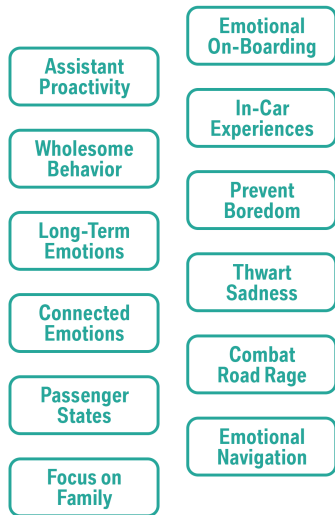 Assistant
Proactivity
Wholesome
Behavior
Long-Term
Emotions
Connected
Emotions
Passenger
States
Focus on
Family
Emotional
On-Boarding
In-Car
Experiences
Prevent
Boredom
Thwart
Sadness
Combat
Road Rage
Emotional
Navigation